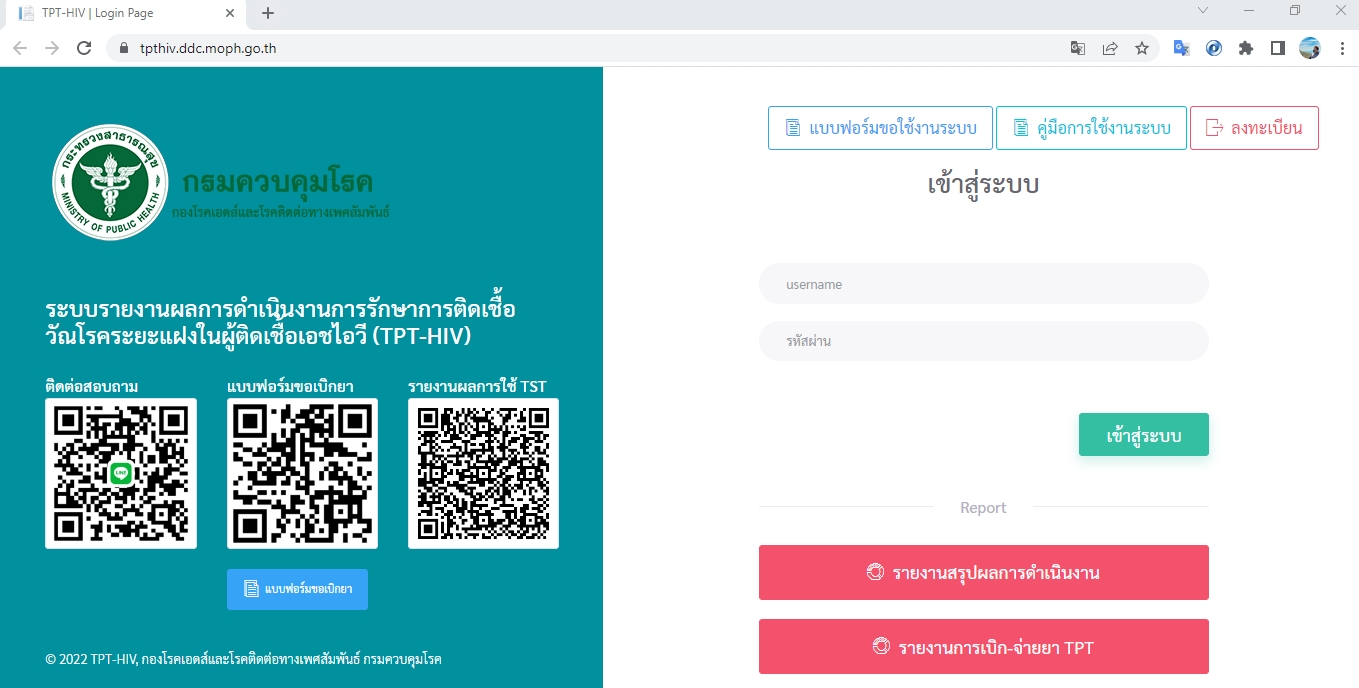 TPT-HIV | Login Page
tpthiv.ddc.moph.go.th
กระทรวงสาธารณสุข
MINISTRY OF PUBLIC HEALTH
กรมควบคุมโรค
กองโรคเอดส์และโรคติดต่อทางเพศสัมพันธ์
ระบบรายงานผลการดำเนินงานการรักษาการติดเชื้อ
วัณโรคระยะแฝงในผู้ติดเชื้อเอชไอวี (TPT-HIV)
ติดต่อสอบถาม
แบบฟอร์มขอเบิกยา
รายงานผลการใช้ TST
LINE
แบบฟอร์มขอเบิกยา
© 2022 TPT-HIV, กองโรคเอดส์และโรคติดต่อทางเพศสัมพันธ์ กรมควบคุมโรค
แบบฟอร์มขอใช้งานระบบ
คู่มือการใช้งานระบบ
ลงทะเบียน
เข้าสู่ระบบ
username
รหัสผ่าน
เข้าสู่ระบบ
Report
รายงานสรุปผลการดำเนินงาน
รายงานการเบิก-จ่ายยา TPT